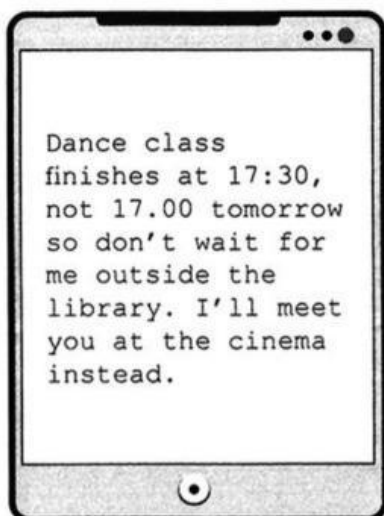 Dance class
finishes at 17:30,
not 17.00 tomorrow
so don't wait for
me outside the
library. I'll meet
you at the cinema
instead.